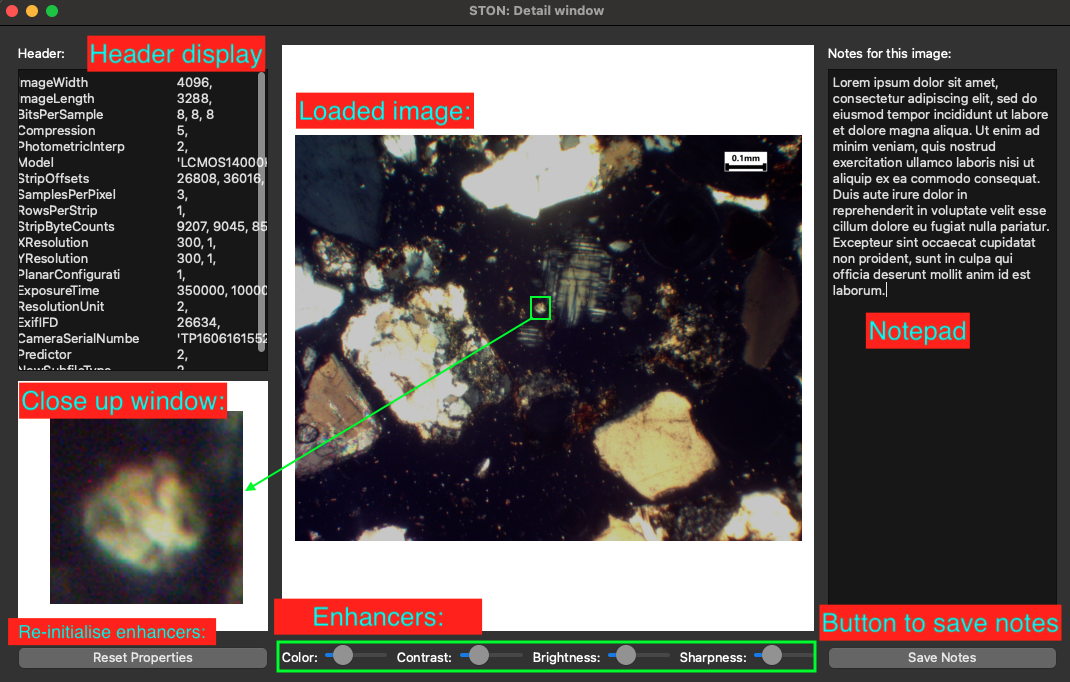 STON: Detail window
Header:
Header display
ImageWidth 4096,
ImageLength 3288,
BitsPerSample 8, 8, 8
Compression 5,
PhotometricInterp 2,
Model 'LCMOS14000
StripOffsets 26808, 36016,
SamplesPerPixel 3,
RowsPerStrip 1,
StripByteCounts 9207, 9045, 85
XResolution 300, 1,
YResolution 300, 1,
PlanarConfigurati 1,
ExposureTime 350000, 1000
ResolutionUnit 2,
ExifIFD 26634,
CameraSerialNumbe 'TP1606161552
Predictor 2,
NewSubfileType
Close up window:
Re-initialise enhancers:
Reset Properties
Loaded image:
0.1mm
Enhancers:
Color: Contrast: Brightness: Sharpness:
Notes for this image:
Lorem ipsum dolor sit amet,
consectetur adipiscing elit, sed do
eiusmod tempor incididunt ut labore
et dolore magna aliqua. Ut enim ad
minim veniam, quis nostrud
exercitation ullamco laboris nisi ut
aliquip ex ea commodo consequat.
Duis aute irure dolor in
reprehenderit in voluptate velit esse
cillum dolore eu fugiat nulla pariatur.
Excepteur sint occaecat cupidatat
non proident, sunt in culpa qui
officia deserunt mollit anim id est
laborum.
Notepad
Button to save notes
Save Notes